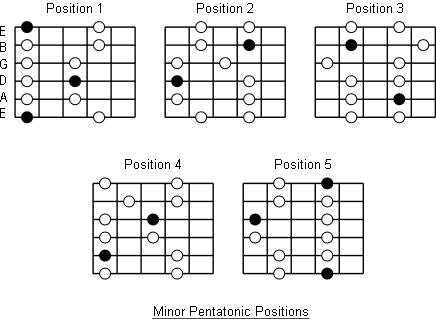 Position 1 Position 2 Position 3
E
B
G
D
A
E
Position 4 Position 5
Minor Pentatonic Positions